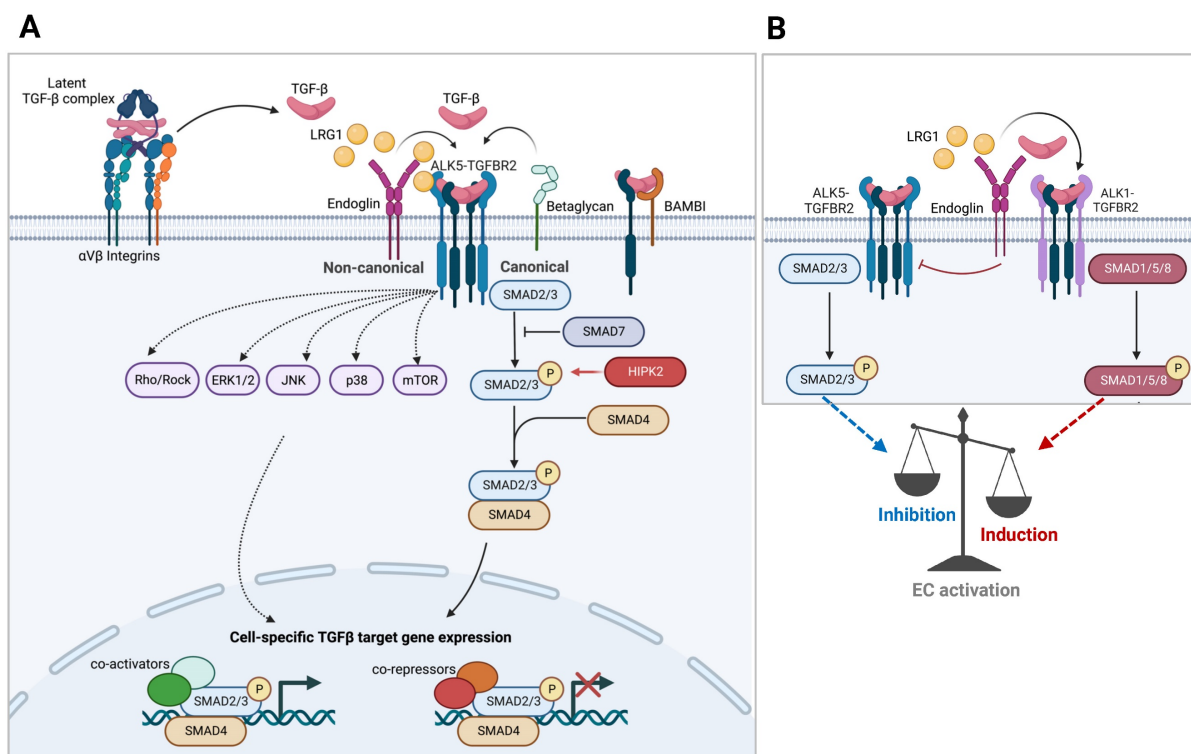 A
Latent
TGF-β complex
TGF-β
TGF-β
LRG1
ALK5-TGFBR2
Endoglin
Betaglycan
BAMBI
αVβ Integrins
Non-canonical
Canonical
SMAD2/3
SMAD7
Rho/Rock
ERK1/2
JNK
p38
mTOR
SMAD2/3
P
HIPK2
SMAD4
SMAD2/3
P
SMAD4
Cell-specific TGFβ target gene expression
co-activators
SMAD2/3
P
SMAD4
co-repressors
SMAD2/3
P
SMAD4
B
LRG1
ALK5-
TGFBR2
Endoglin
ALK1-
TGFBR2
SMAD2/3
SMAD1/5/8
SMAD2/3
P
SMAD1/5/8
P
Inhibition
Induction
EC activation